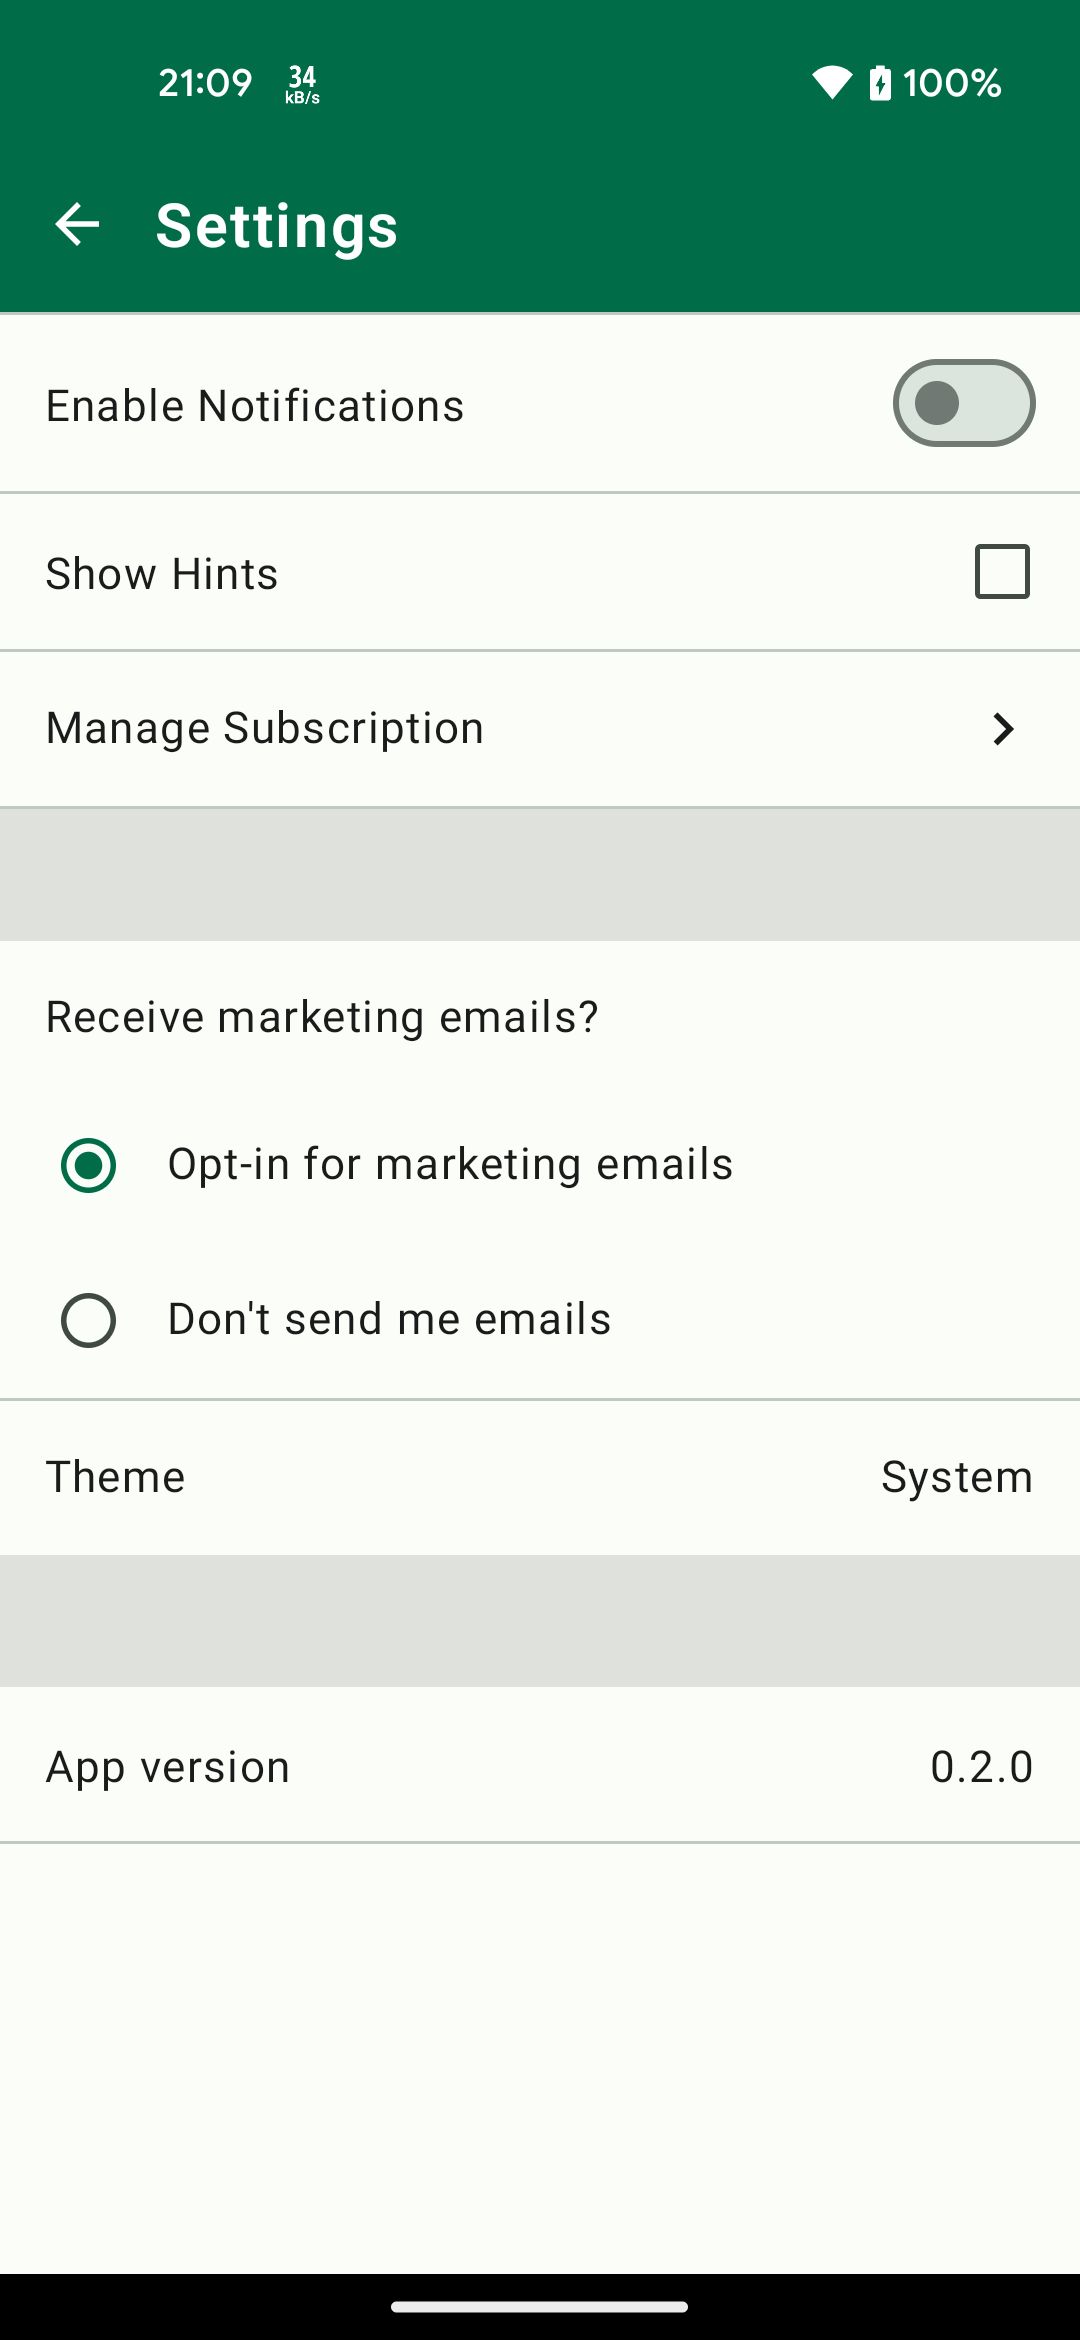 21:09 34 kB/s 100%
Settings
Enable Notifications
Show Hints
Manage Subscription
Receive marketing emails?
Opt-in for marketing emails
Don't send me emails
Theme System
App version 0.2.0